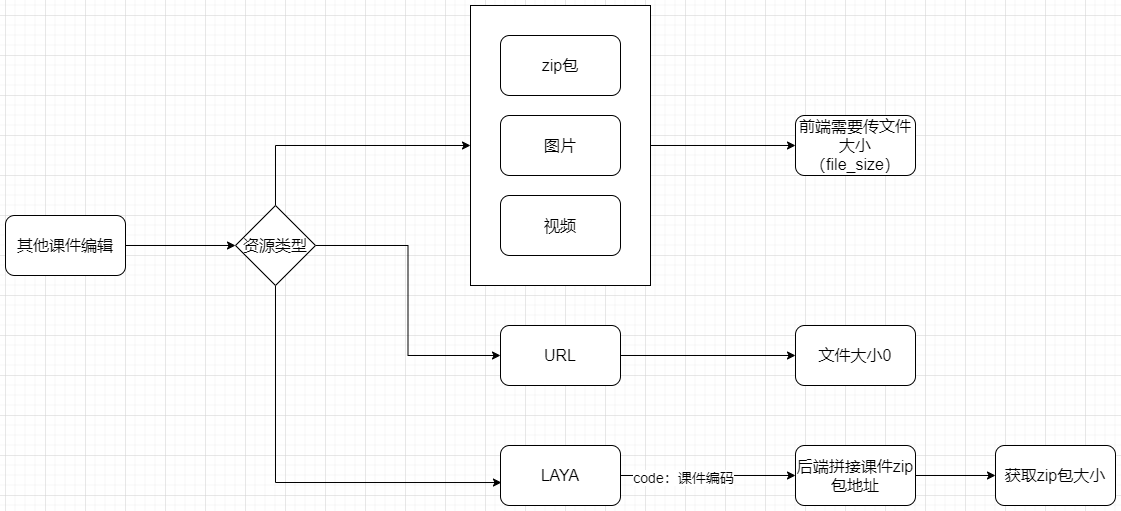 zip包
图片
视频
前端需要传文件
大小
（file_size）
其他课件编辑
资源类型
URL
文件大小0
LAYA
code：课件编码
后端拼接课件zip
包地址
获取zip包大小